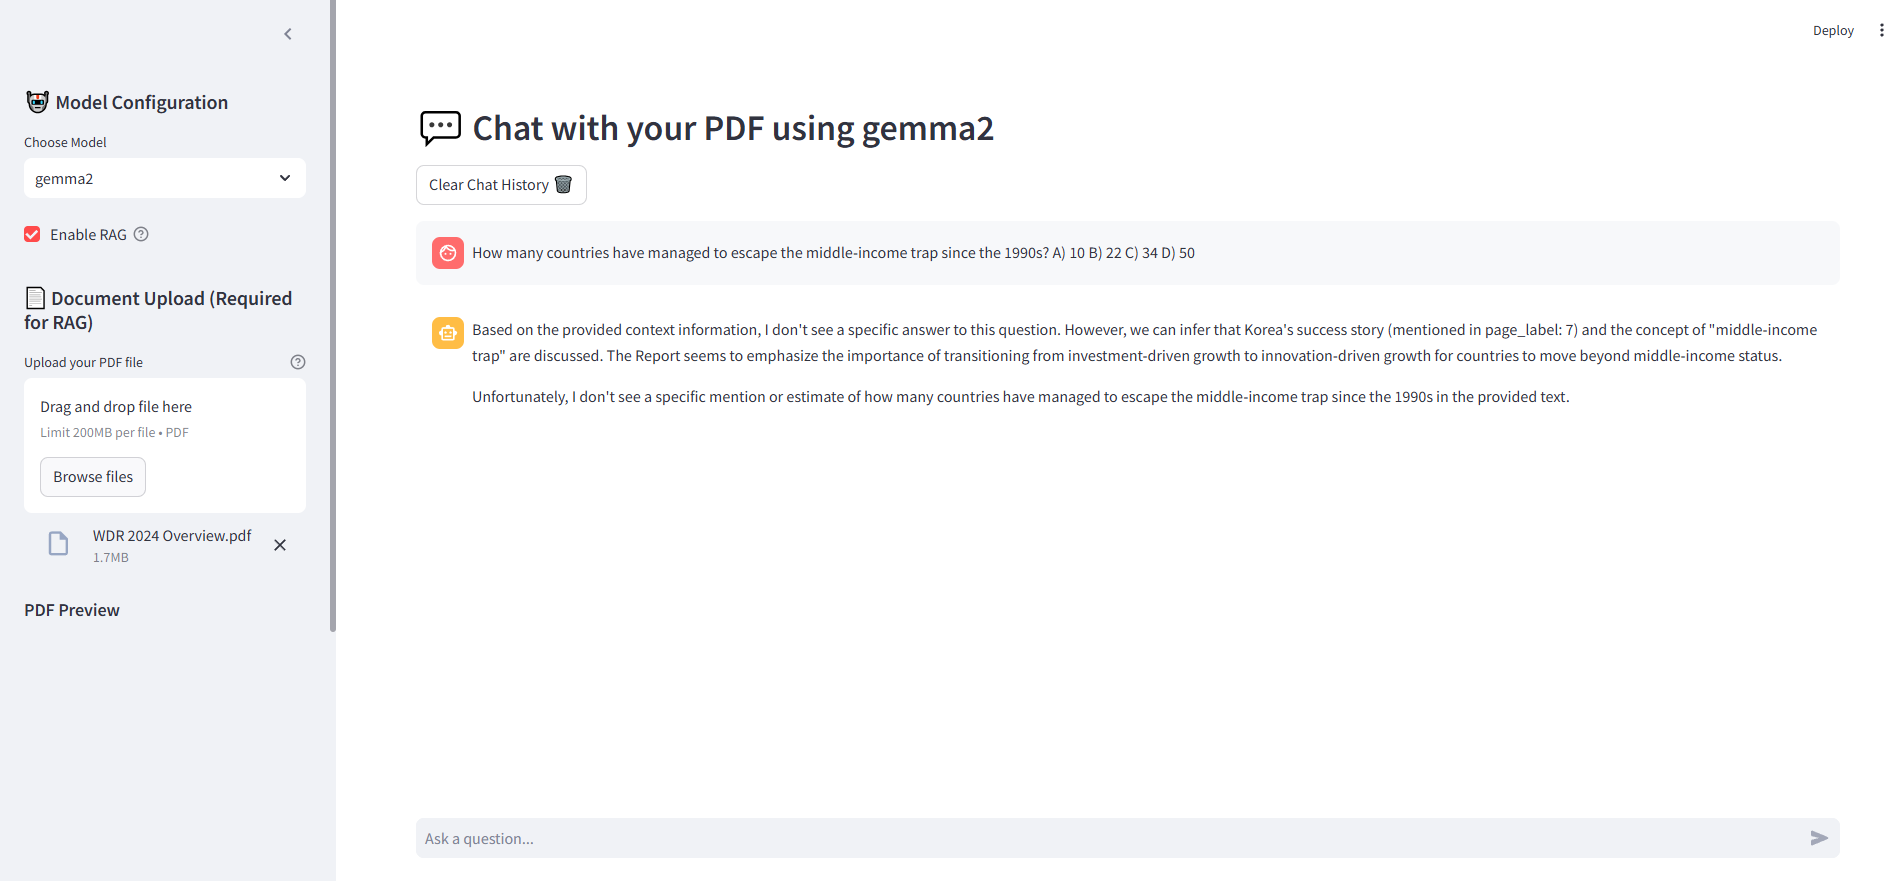 Deploy
Model Configuration
Choose Model
gemma2
Enable RAG
Document Upload (Required
for RAG)
Upload your PDF file
Drag and drop file here
Limit 200MB per file • PDF
Browse files
WDR 2024 Overview.pdf
1.7MB
PDF Preview
Chat with your PDF using gemma2
Clear Chat History
How many countries have managed to escape the middle-income trap since the 1990s? A) 10 B) 22 C) 34 D) 50
Based on the provided context information, I don't see a specific answer to this question. However, we can infer that Korea's success story (mentioned in page_label: 7) and the concept of "middle-income
trap" are discussed. The Report seems to emphasize the importance of transitioning from investment-driven growth to innovation-driven growth for countries to move beyond middle-income status.
Unfortunately, I don't see a specific mention or estimate of how many countries have managed to escape the middle-income trap since the 1990s in the provided text.
Ask a question...